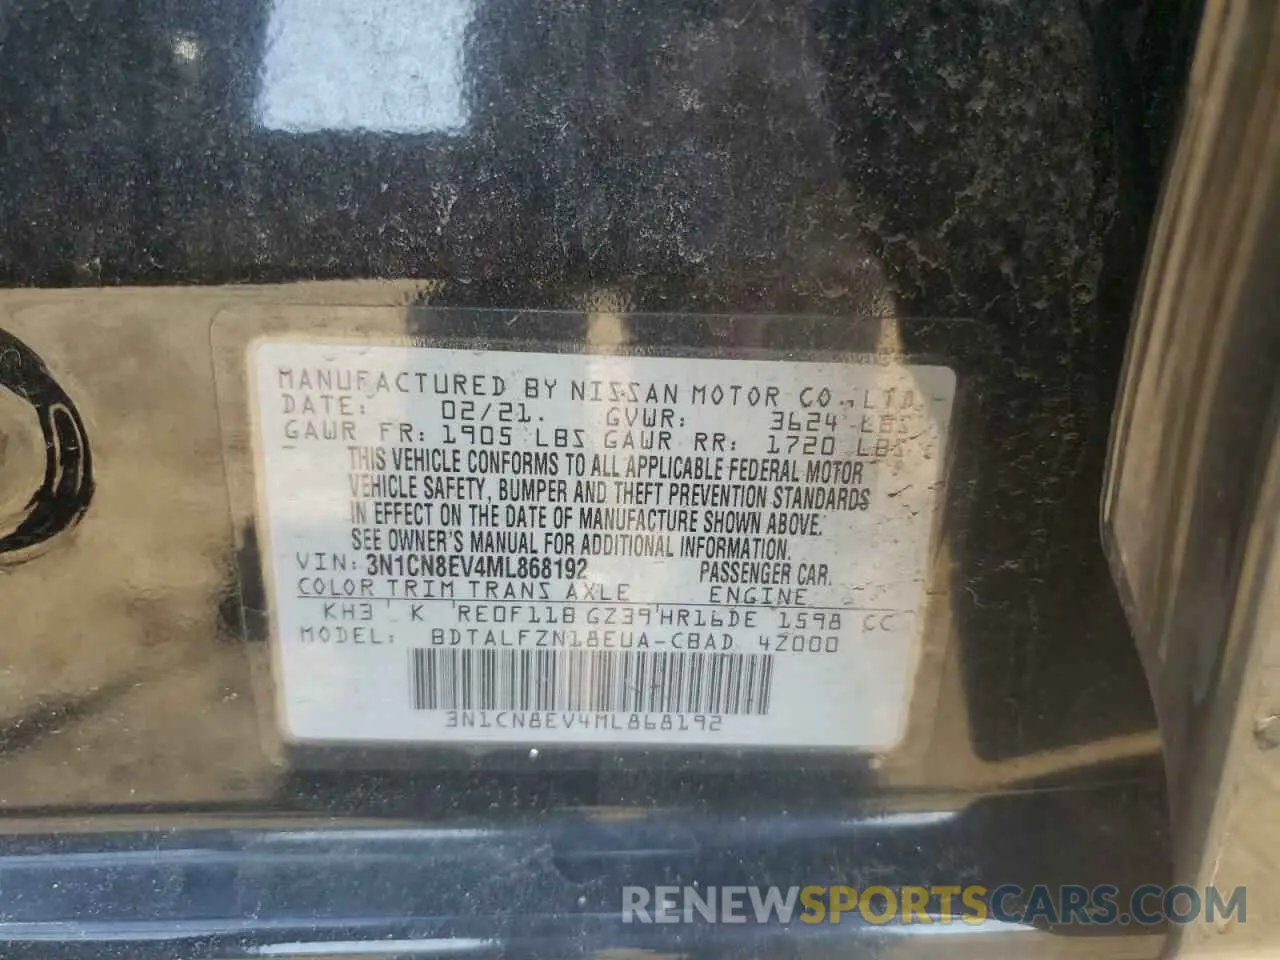 MANUFACTURED BY NISSAN MOTOR CO., LTD.
DATE: 02/21. GVWR: 3624 LBS
GAWR FR: 1905 LBS GAWR RR: 1720 LBS
THIS VEHICLE CONFORMS TO ALL APPLICABLE FEDERAL MOTOR
VEHICLE SAFETY, BUMPER AND THEFT PREVENTION STANDARDS
IN EFFECT ON THE DATE OF MANUFACTURE SHOWN ABOVE.
SEE OWNER'S MANUAL FOR ADDITIONAL INFORMATION.
VIN: 3N1CN8EV4ML868192 PASSENGER CAR.
COLOR TRIM TRANS AXLE ENGINE
KH3 K RE0F11B GZ39 HR16DE 1598 CC
MODEL: BDTALFZN18EUA-CBAD 4Z000
3N1CN8EV4ML868192
RENEWSPORTSCARS.COM